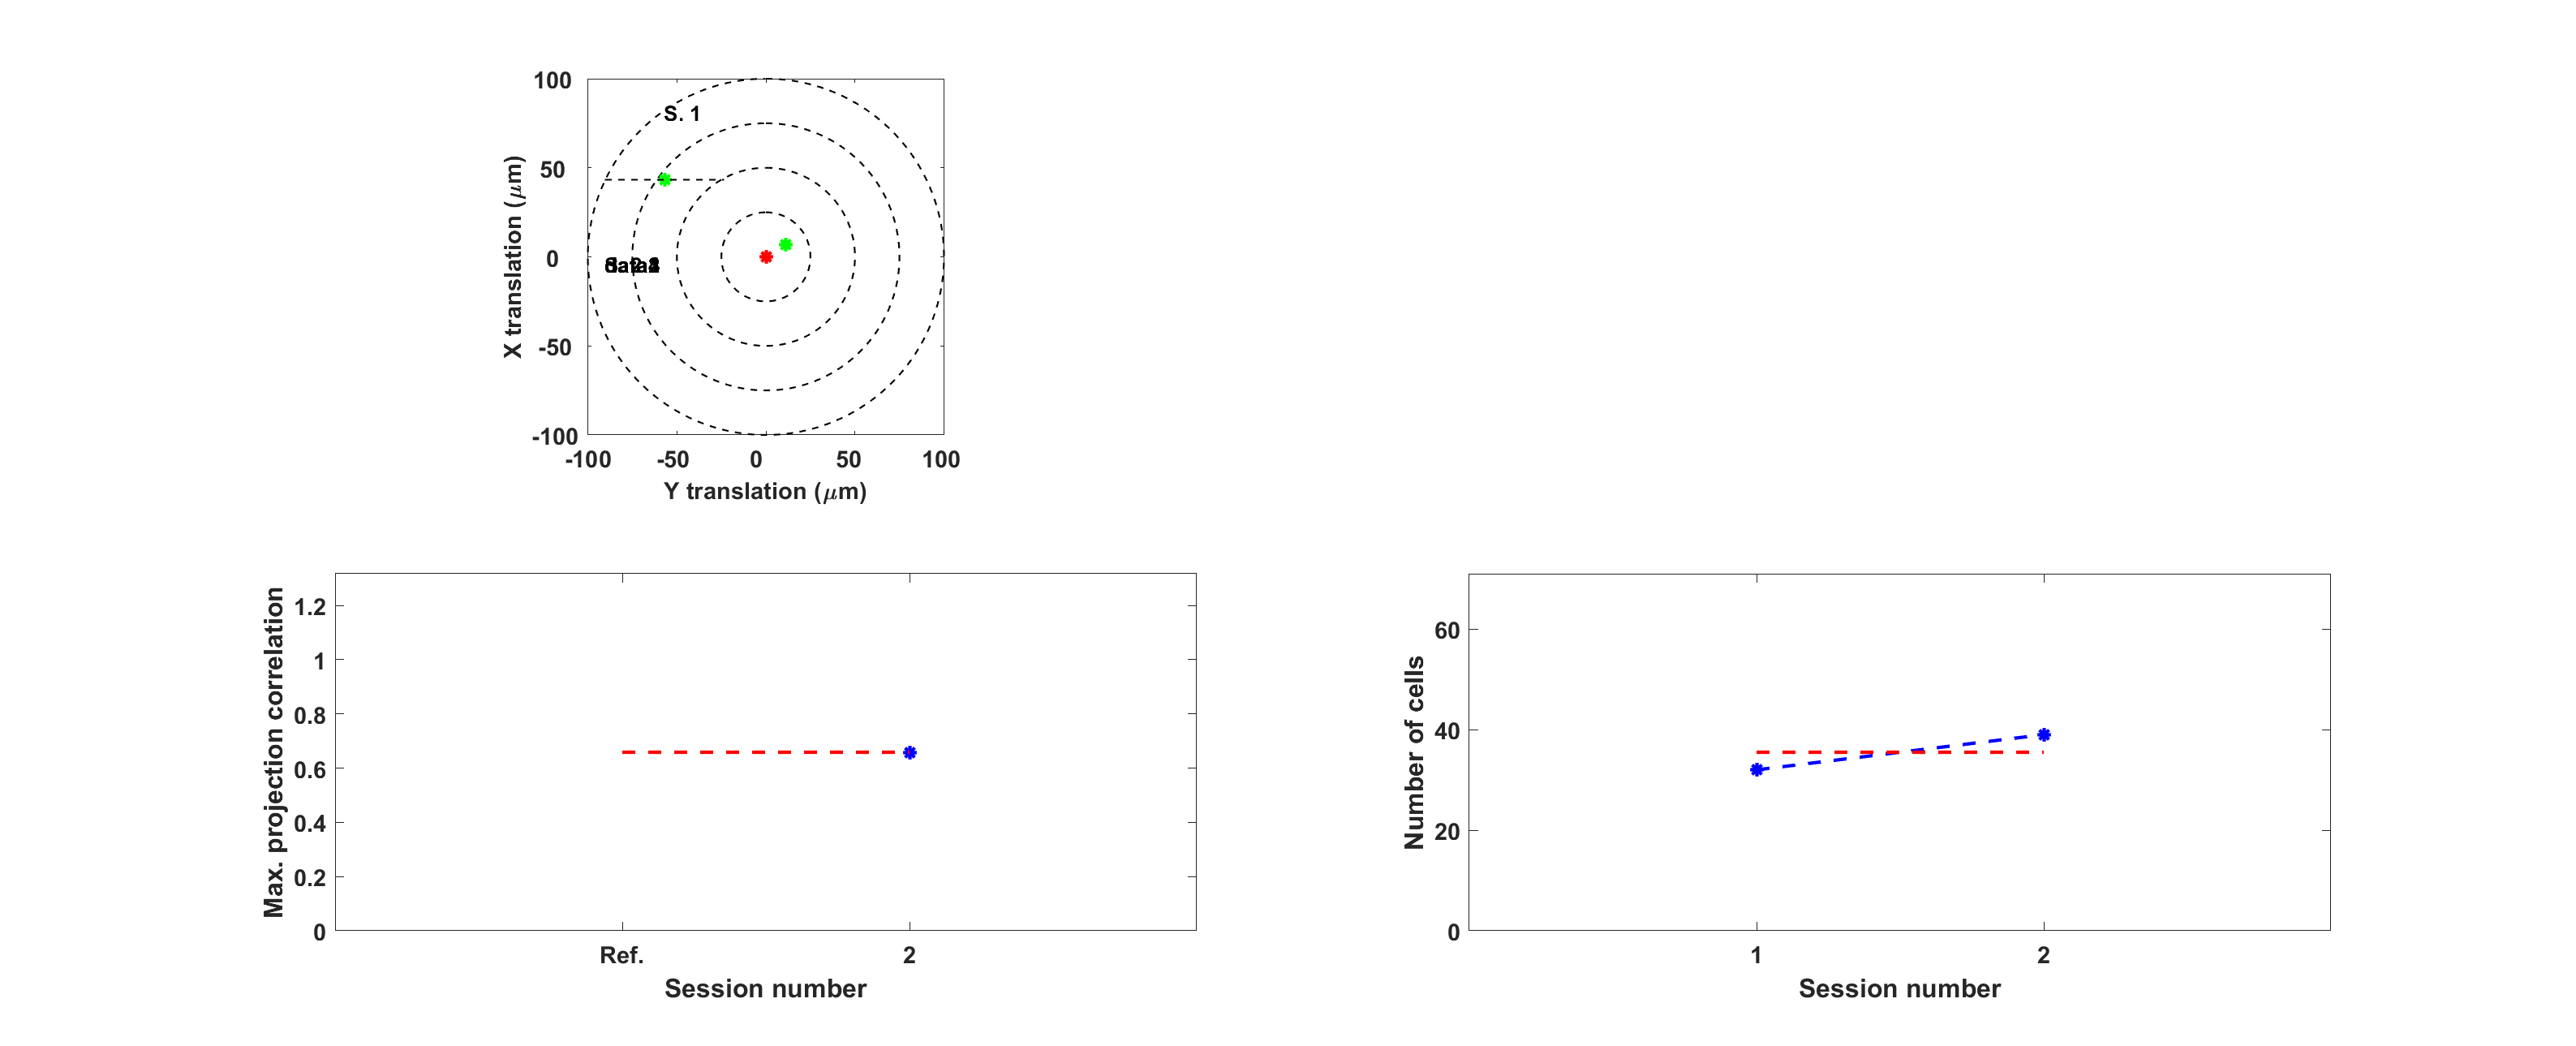 100
50
0
-50
-100
X translation (μm)
S. 1
-100 -50 0 50 100
Y translation (μm)
1.2
1
0.8
0.6
0.4
0.2
0
Max. projection correlation
Ref. 2
Session number
60
40
20
0
Number of cells
1 2
Session number